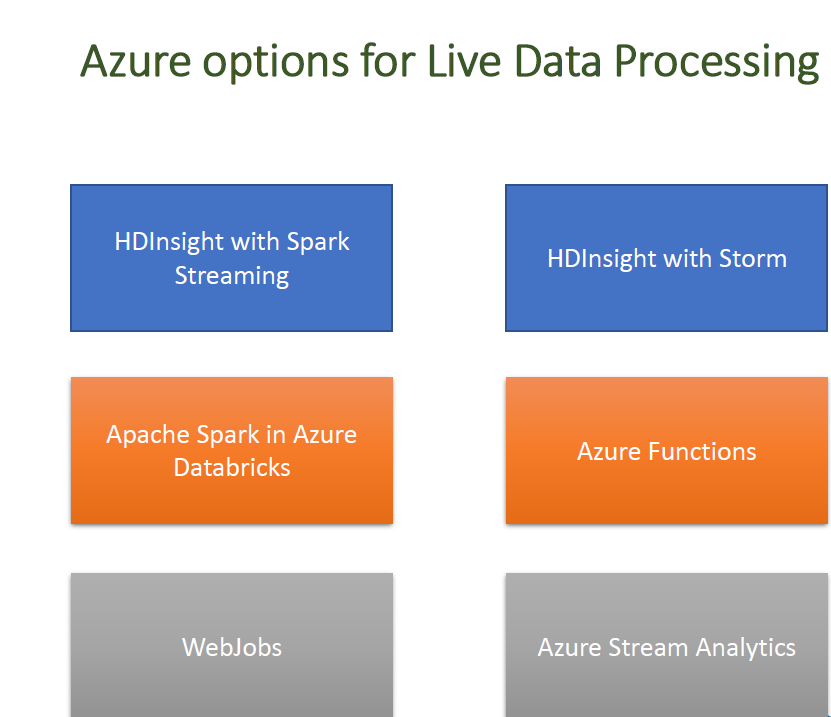 Azure options for Live Data Processing
HDInsight with Spark
Streaming
HDInsight with Storm
Apache Spark in Azure
Databricks
Azure Functions
WebJobs
Azure Stream Analytics